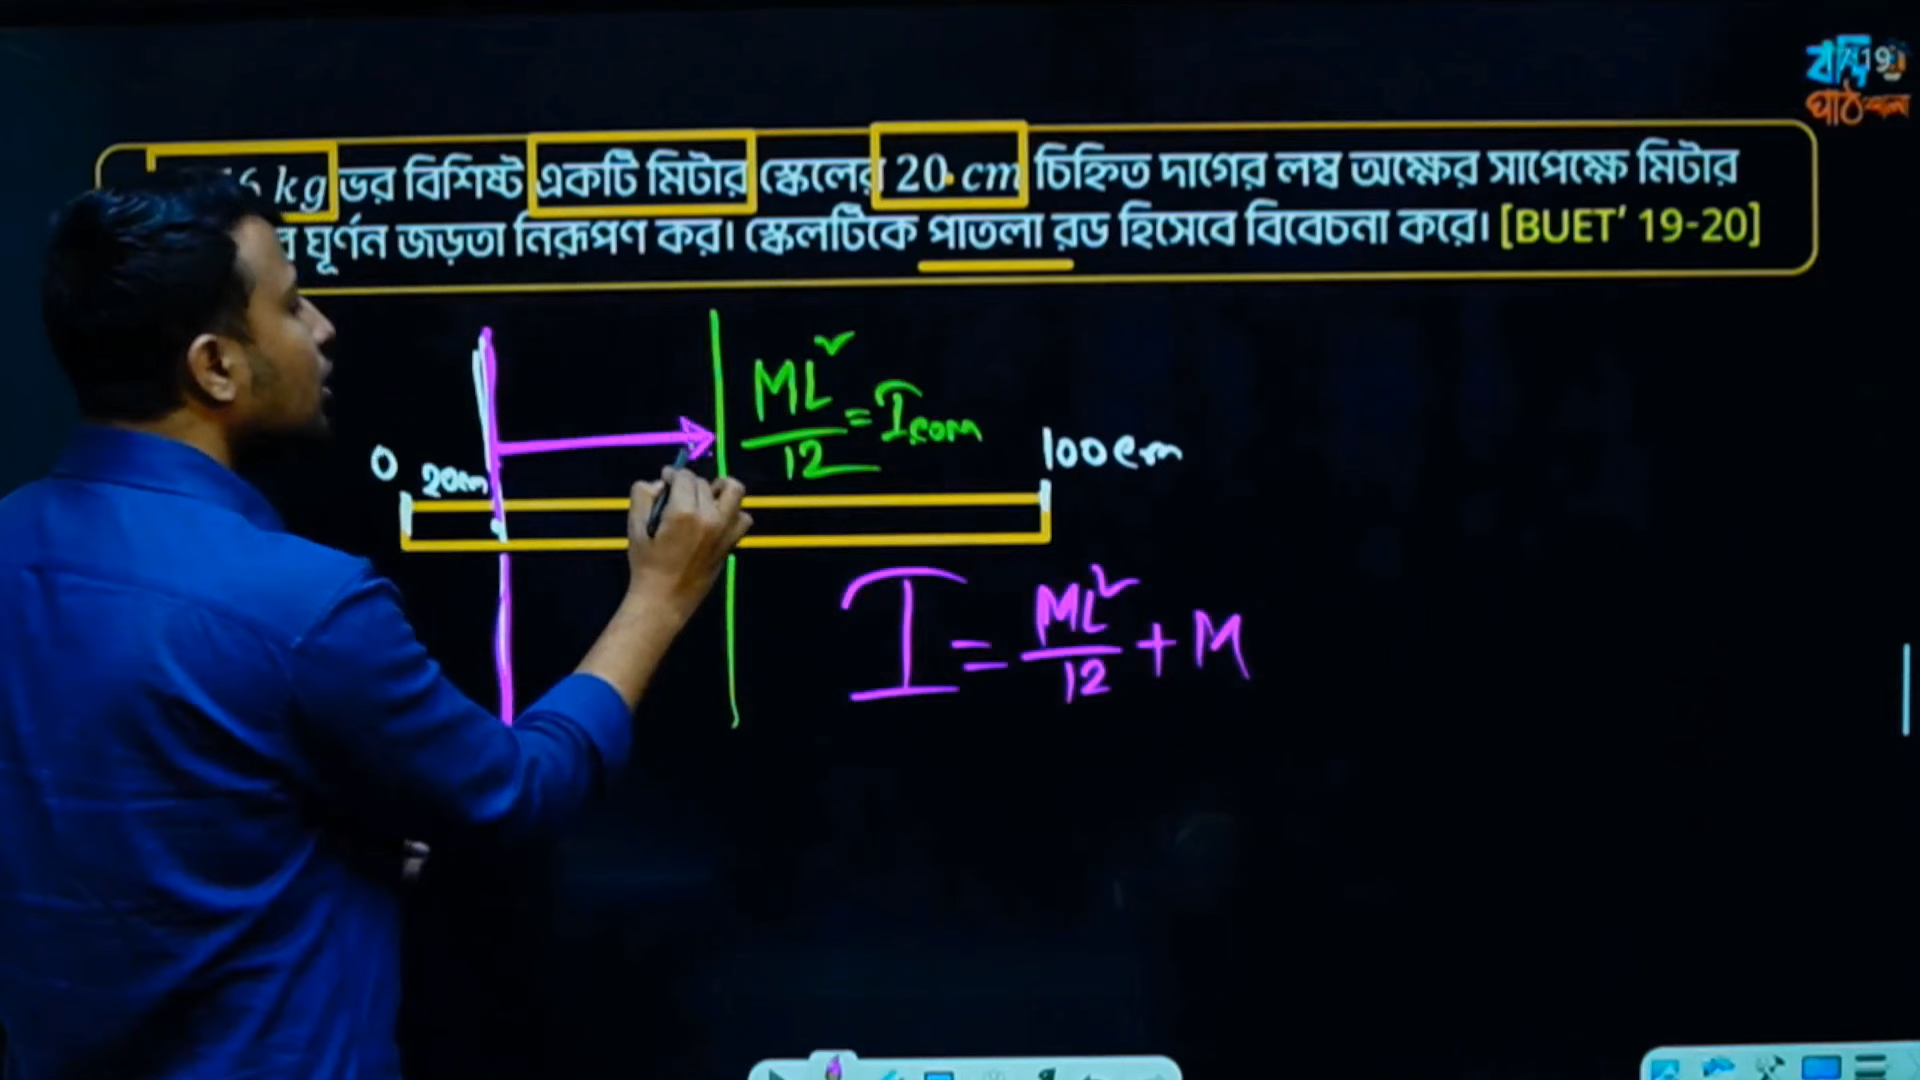 kg ভর বিশিষ্ট একটি মিটার স্কেলের 20 cm চিহ্নিত দাগের লম্ব অক্ষের সাপেক্ষে মিটার
ঘূর্ণন জড়তা নিরূপণ কর। স্কেলটিকে পাতলা রড হিসেবে বিবেচনা করে। [BUET' 19-20]
ML²/12 = Icom
0 20cm 100cm
I = ML²/12 + M